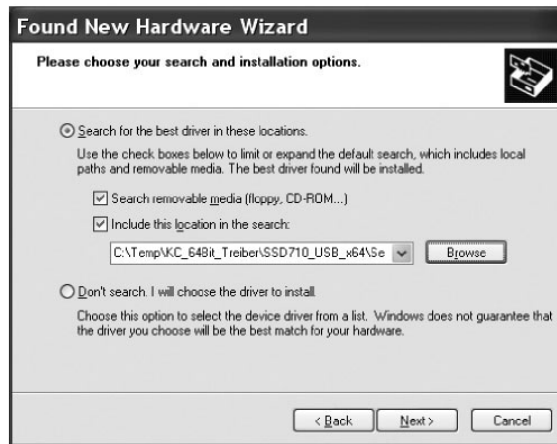 Found New Hardware Wizard
Please choose your search and installation options.
Search for the best driver in these locations.
Use the check boxes below to limit or expand the default search, which includes local
paths and removable media. The best driver found will be installed.
Search removable media (floppy, CD-ROM...)
Include this location in the search:
C:\Temp\KC_64Bit_Treiber\SSD710_USB_x64\Se
Browse
Don't search. I will choose the driver to install.
Choose this option to select the device driver from a list. Windows does not guarantee that
the driver you choose will be the best match for your hardware.
< Back Next > Cancel